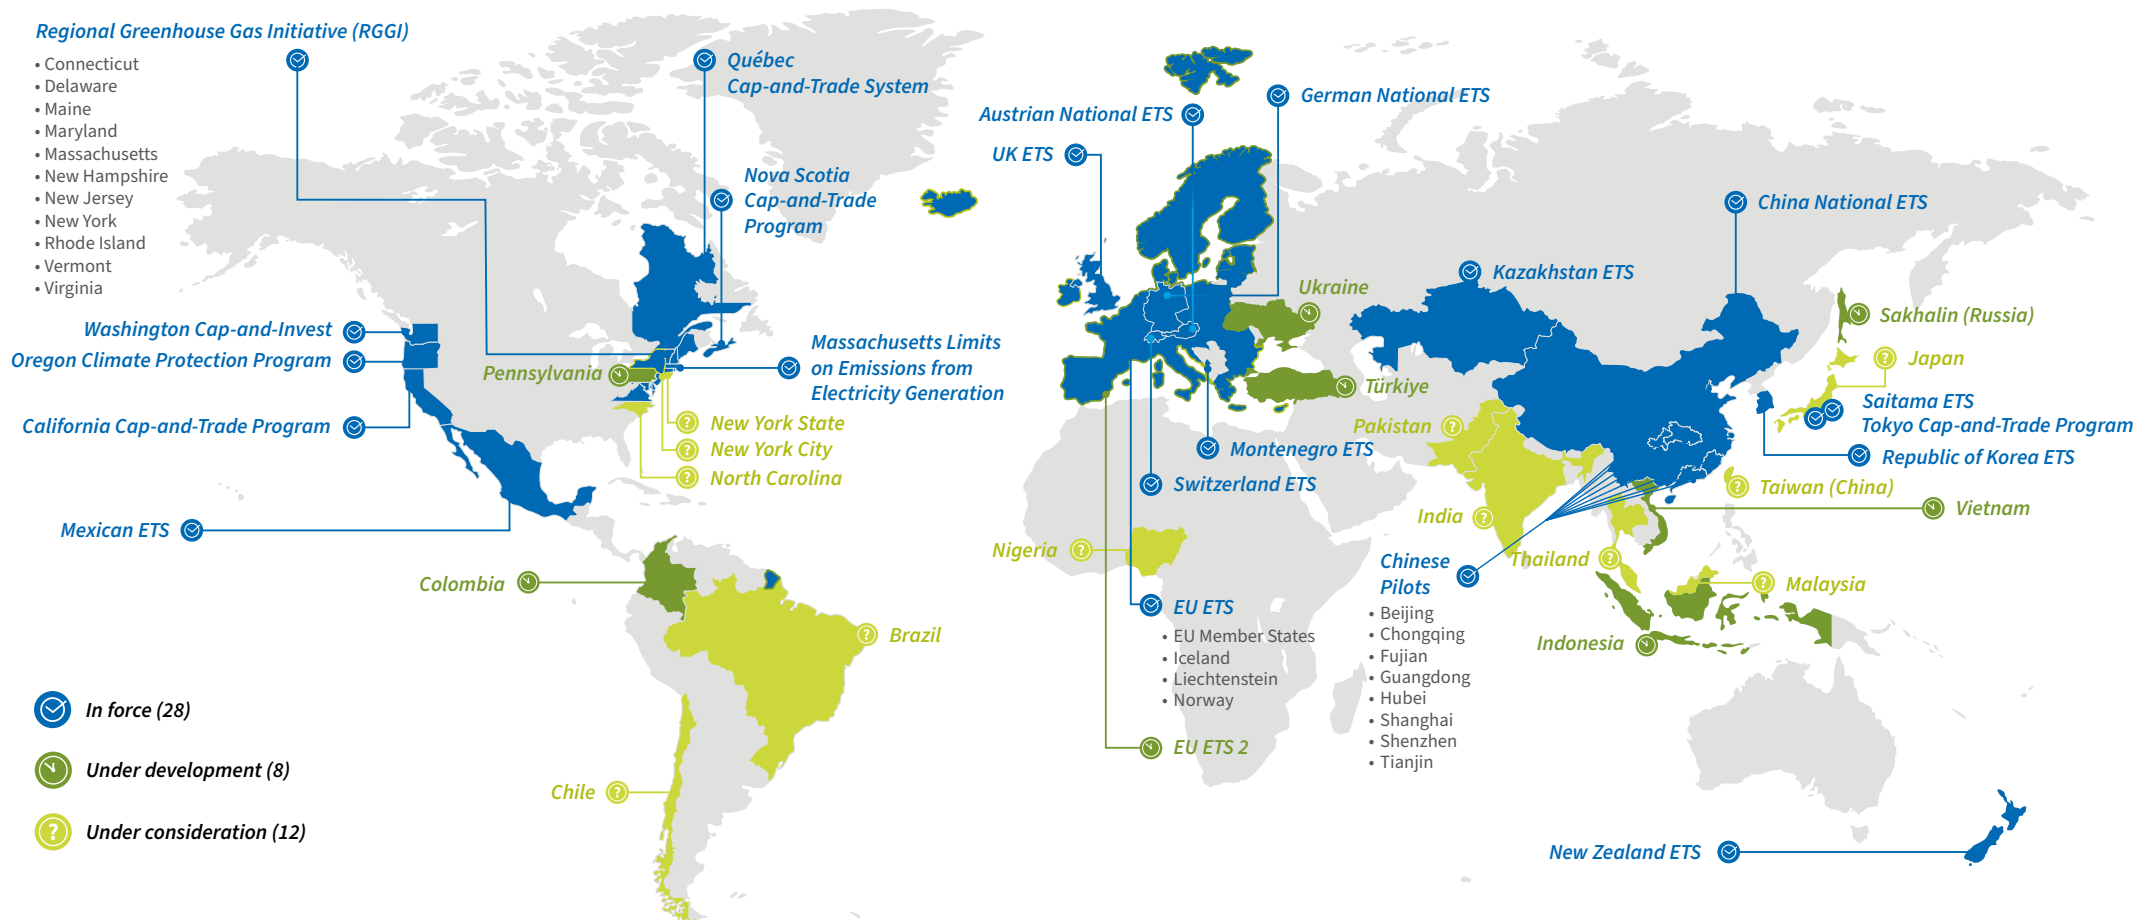 Regional Greenhouse Gas Initiative (RGGI)
• Connecticut
• Delaware
• Maine
• Maryland
• Massachusetts
• New Hampshire
• New Jersey
• New York
• Rhode Island
• Vermont
• Virginia
Washington Cap-and-Invest
Oregon Climate Protection Program
California Cap-and-Trade Program
Mexican ETS
Québec
Cap-and-Trade System
Nova Scotia
Cap-and-Trade
Program
Massachusetts Limits
on Emissions from
Electricity Generation
Pennsylvania
? New York State
? New York City
? North Carolina
Colombia
? Brazil
Chile ?
Austrian National ETS
German National ETS
UK ETS
Ukraine
Türkiye
Montenegro ETS
Switzerland ETS
Nigeria ?
EU ETS
• EU Member States
• Iceland
• Liechtenstein
• Norway
EU ETS 2
Kazakhstan ETS
China National ETS
Sakhalin (Russia)
? Japan
Saitama ETS
Tokyo Cap-and-Trade Program
Republic of Korea ETS
Pakistan ?
? Taiwan (China)
India ?
Vietnam
Thailand ?
? Malaysia
Indonesia
Chinese
Pilots
• Beijing
• Chongqing
• Fujian
• Guangdong
• Hubei
• Shanghai
• Shenzhen
• Tianjin
New Zealand ETS
In force (28)
Under development (8)
? Under consideration (12)